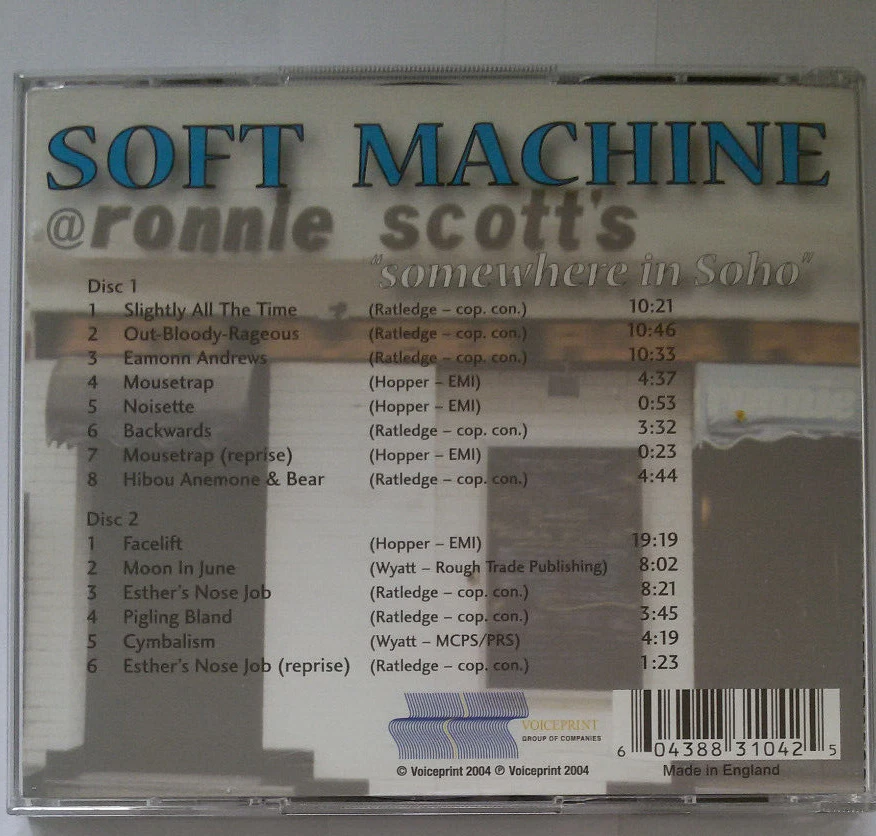 SOFT MACHINE
@ronnie scott's
"somewhere in Soho"
Disc 1
1 Slightly All The Time (Ratledge – cop. con.) 10:21
2 Out-Bloody-Rageous (Ratledge – cop. con.) 10:46
3 Eamonn Andrews (Ratledge – cop. con.) 10:33
4 Mousetrap (Hopper – EMI) 4:37
5 Noisette (Hopper – EMI) 0:53
6 Backwards (Ratledge – cop. con.) 3:32
7 Mousetrap (reprise) (Hopper – EMI) 0:23
8 Hibou Anemone & Bear (Ratledge – cop. con.) 4:44
Disc 2
1 Facelift (Hopper – EMI) 19:19
2 Moon In June (Wyatt – Rough Trade Publishing) 8:02
3 Esther's Nose Job (Ratledge – cop. con.) 8:21
4 Pigling Bland (Ratledge – cop. con.) 3:45
5 Cymbalism (Wyatt – MCPS/PRS) 4:19
6 Esther's Nose Job (reprise) (Ratledge – cop. con.) 1:23
VOICEPRINT
GROUP OF COMPANIES
6 04388 31042 5
© Voiceprint 2004 ℗ Voiceprint 2004
Made in England